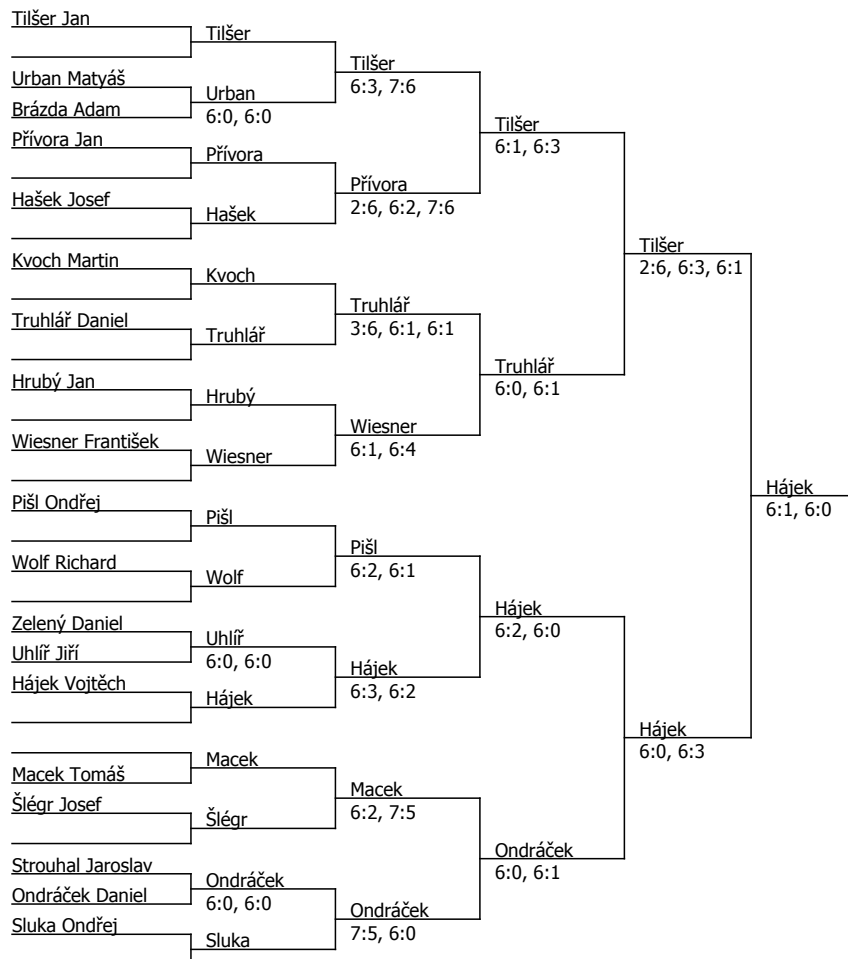 Tilšer Jan
Tilšer
Tilšer
6:3, 7:6
Urban Matyáš
Urban
6:0, 6:0
Brázda Adam
Tilšer
6:1, 6:3
Přívora Jan
Přívora
Přívora
2:6, 6:2, 7:6
Hašek Josef
Hašek
Tilšer
2:6, 6:3, 6:1
Kvoch Martin
Kvoch
Truhlář
3:6, 6:1, 6:1
Truhlář Daniel
Truhlář
Truhlář
6:0, 6:1
Hrubý Jan
Hrubý
Wiesner
6:1, 6:4
Wiesner František
Wiesner
Hájek
6:1, 6:0
Pišl Ondřej
Pišl
Pišl
6:2, 6:1
Wolf Richard
Wolf
Hájek
6:2, 6:0
Zelený Daniel
Uhlíř
6:0, 6:0
Uhlíř Jiří
Hájek
6:3, 6:2
Hájek Vojtěch
Hájek
Hájek
6:0, 6:3
Macek
Macek Tomáš
Macek
6:2, 7:5
Šlégr Josef
Šlégr
Ondráček
6:0, 6:1
Strouhal Jaroslav
Ondráček
6:0, 6:0
Ondráček Daniel
Ondráček
7:5, 6:0
Sluka Ondřej
Sluka